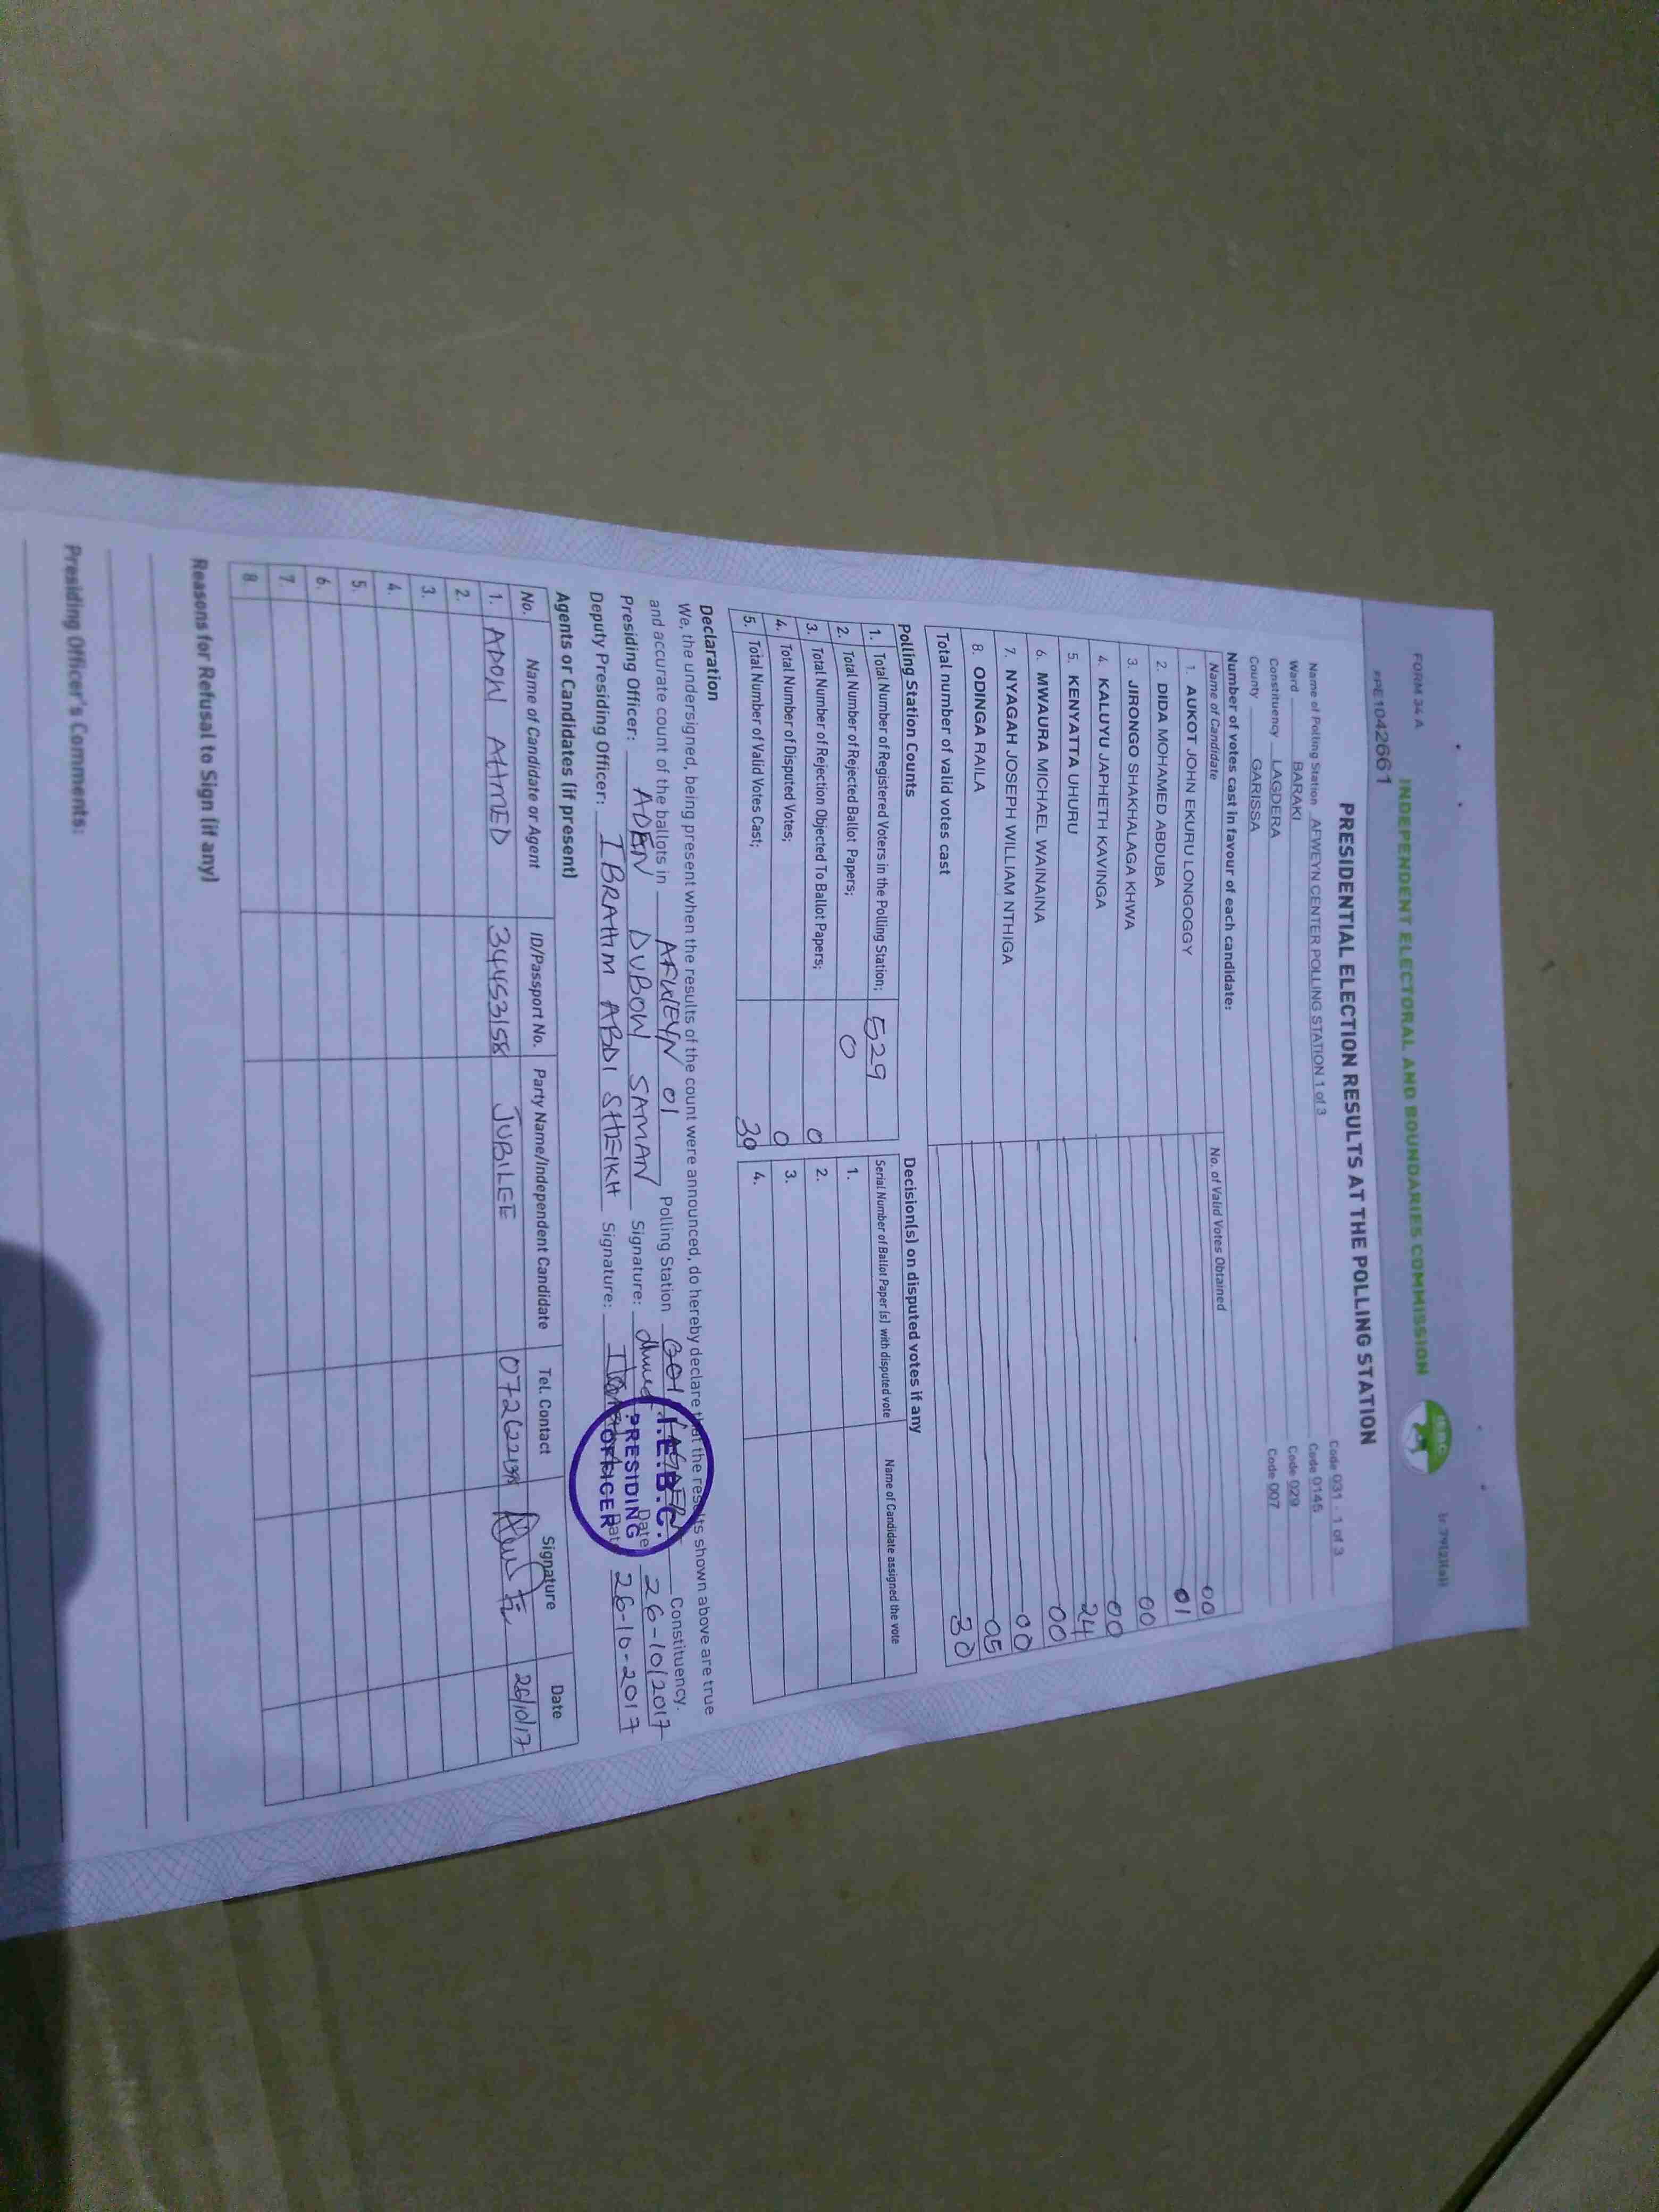 FORM 34 A
INDEPENDENT ELECTORAL AND BOUNDARIES COMMISSION
IEBC
PPE1042661
PRESIDENTIAL ELECTION RESULTS AT THE POLLING STATION
Name of Polling Station AFWEYN CENTER POLLING STATION 1 of 3 Code 031 - 1 of 3
Ward BARAKI Code 0145
Constituency LAGDERA Code 029
County GARISSA Code 007
Number of votes cast in favour of each candidate:
Name of Candidate No. of Valid Votes Obtained
1. AUKOT JOHN EKURU LONGOGGY 00
2. DIDA MOHAMED ABDUBA 01
3. JIRONGO SHAKHALAGA KHWA 00
4. KALUYU JAPHETH KAVINGA 00
5. KENYATTA UHURU 24
6. MWAURA MICHAEL WAINAINA 00
7. NYAGAH JOSEPH WILLIAM NTHIGA 00
8. ODINGA RAILA 05
Total number of valid votes cast 30
Polling Station Counts
1. Total Number of Registered Voters in the Polling Station; 529
2. Total Number of Rejected Ballot Papers; 0
3. Total Number of Rejection Objected To Ballot Papers; 0
4. Total Number of Disputed Votes; 0
5. Total Number of Valid Votes Cast; 30
Decision(s) on disputed votes if any
Serial Number of Ballot Paper(s) with disputed vote Name of Candidate assigned the vote
1.
2.
3.
4.
Declaration
We, the undersigned, being present when the results of the count were announced, do hereby declare that the results shown above are true
and accurate count of the ballots in AFWEYN 01 Polling Station Constituency.
Presiding Officer: ADEN DUBOW SAMAN Signature: Date 26-10/2017
Deputy Presiding Officer: IBRAHIM ABDI SHEIKH Signature: Date 26-10-2017
I.E.B.C.
PRESIDING
OFFICER
Agents or Candidates (if present)
No. Name of Candidate or Agent ID/Passport No. Party Name/Independent Candidate Tel. Contact Signature Date
1. ADOW AHMED 34453158 JUBILEE 26/10/17
2.
3.
4.
5.
6.
7.
8.
Reasons for Refusal to Sign (if any)
Presiding Officer's Comments: